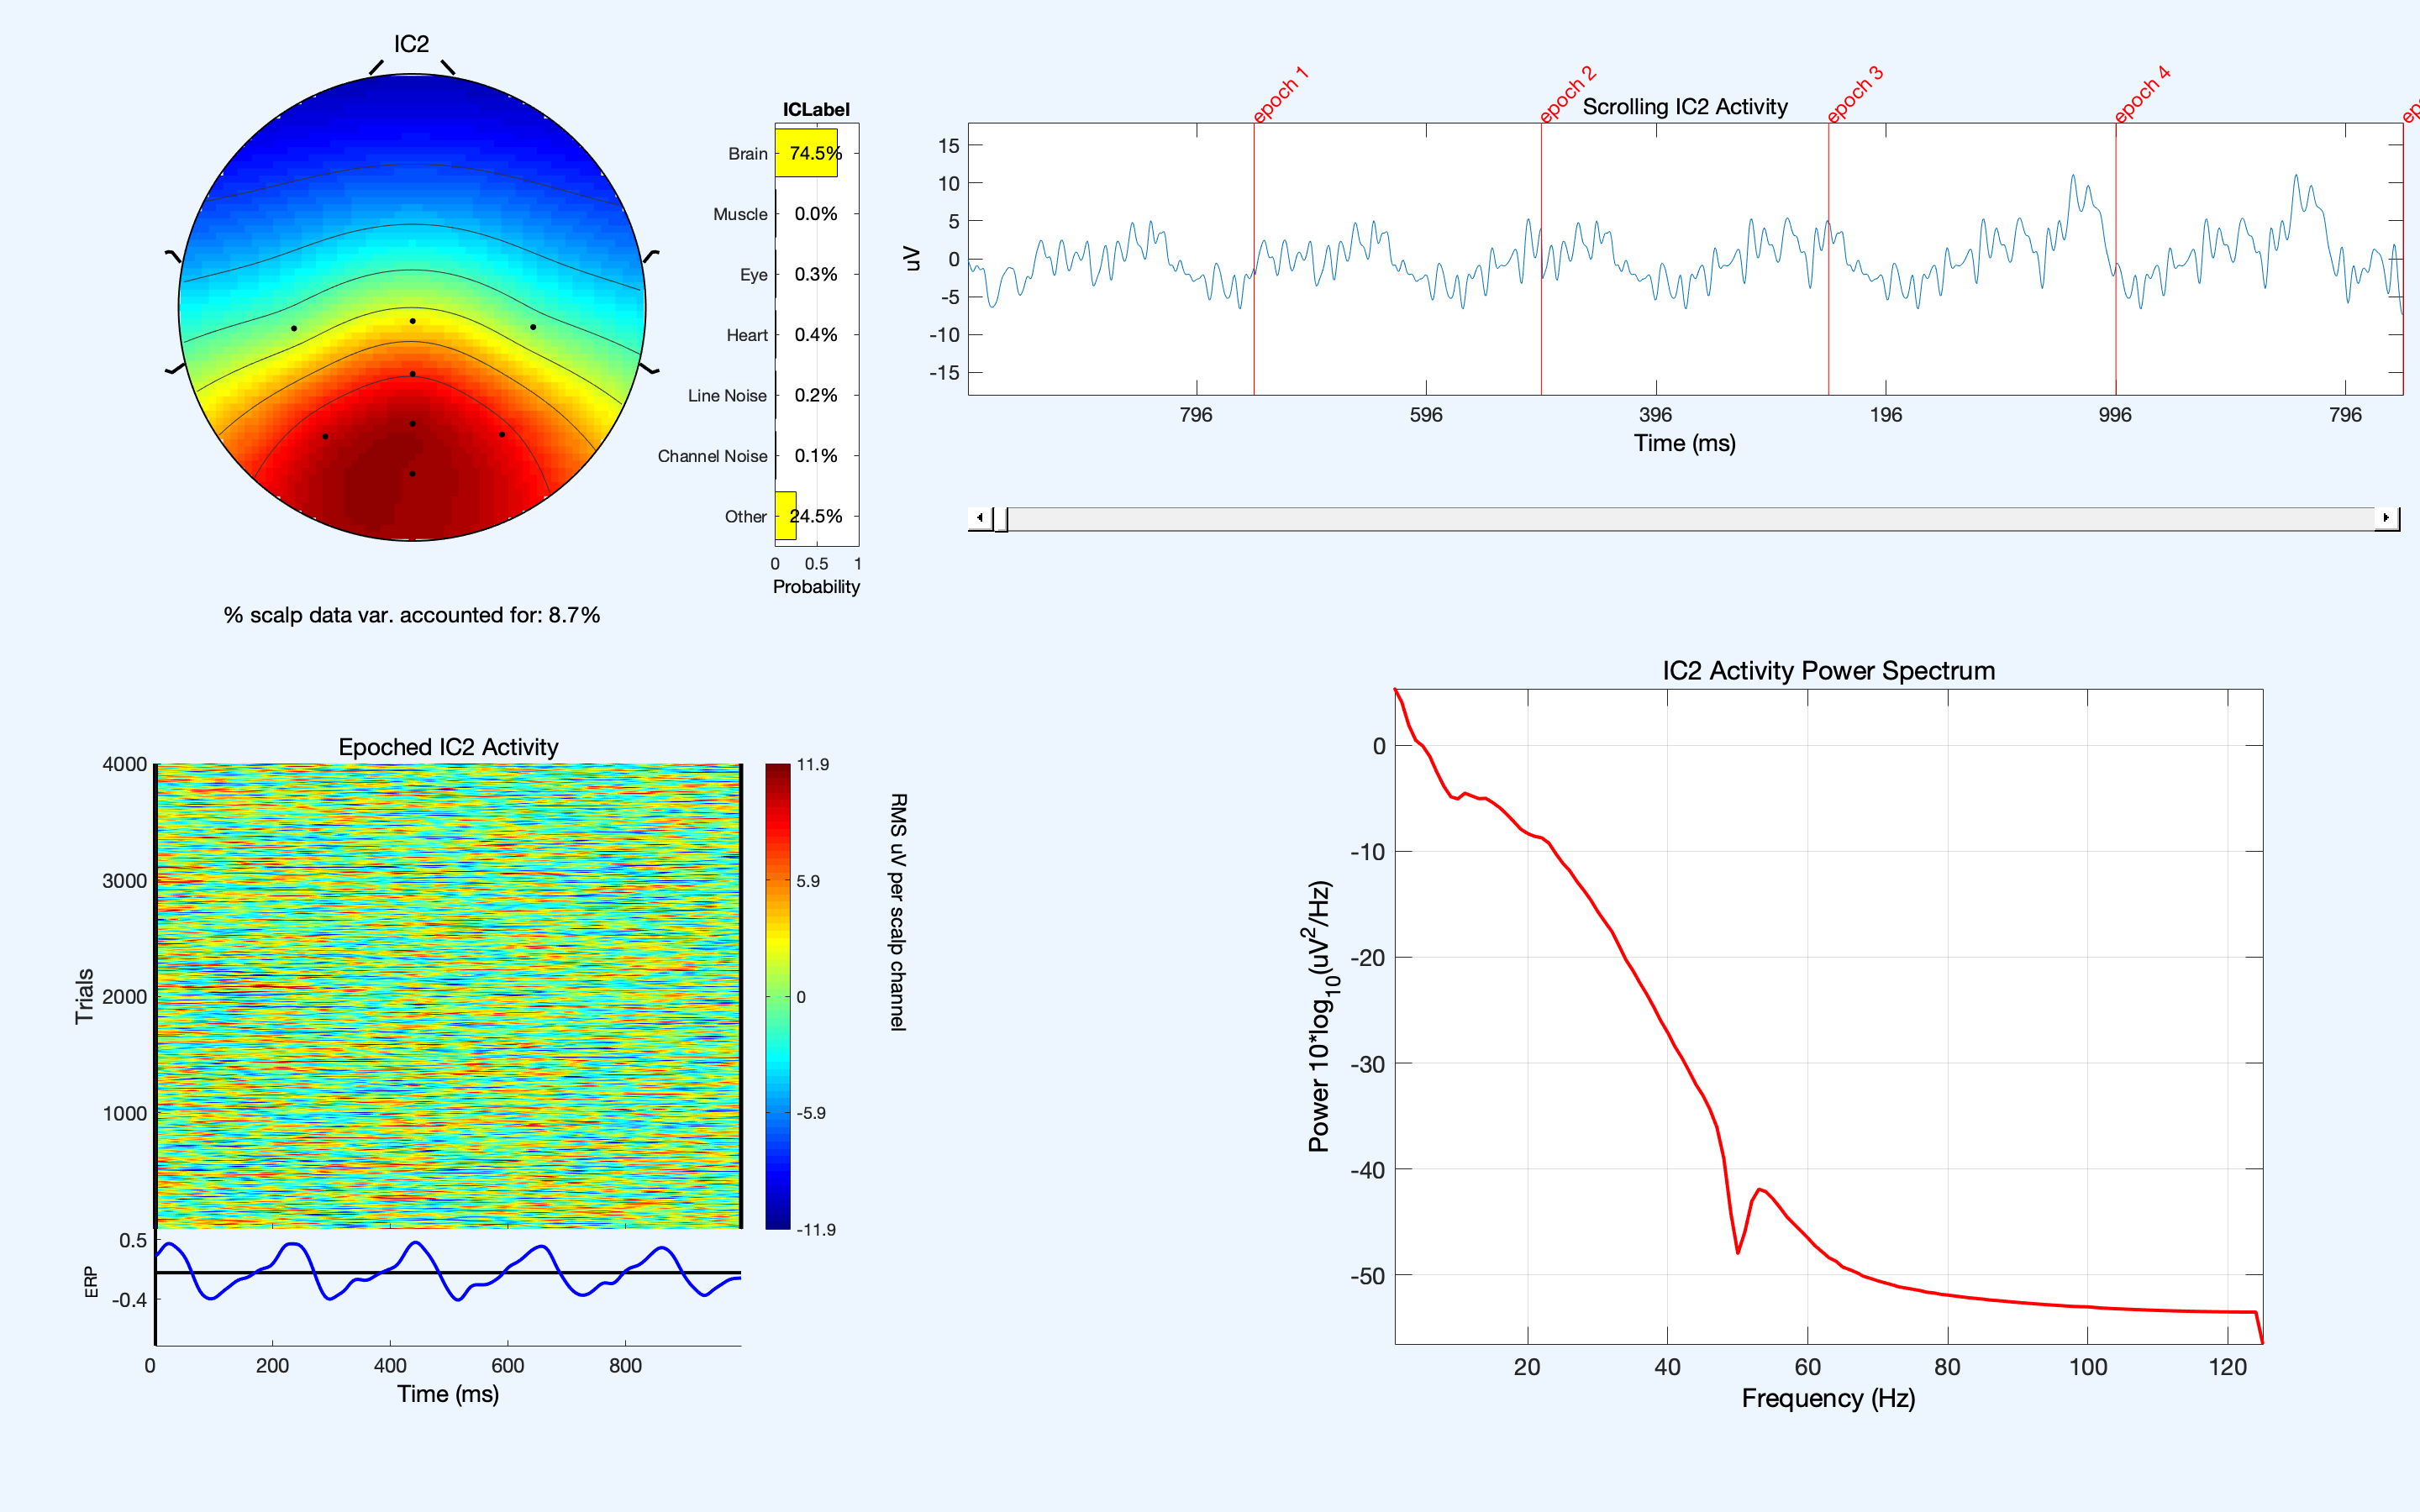 IC2
ICLabel
Brain 74.5%
Muscle 0.0%
Eye 0.3%
Heart 0.4%
Line Noise 0.2%
Channel Noise 0.1%
Other 24.5%
0 0.5 1
Probability
% scalp data var. accounted for: 8.7%
epoch 1
epoch 2
epoch 3
epoch 4
Scrolling IC2 Activity
15
10
5
0
-5
-10
-15
uV
796 596 396 196 996 796
Time (ms)
Epoched IC2 Activity
4000
3000
2000
1000
Trials
11.9
5.9
0
-5.9
-11.9
RMS uV per scalp channel
0.5
-0.4
ERP
0 200 400 600 800
Time (ms)
IC2 Activity Power Spectrum
0
-10
-20
-30
-40
-50
Power 10*log10(uV2/Hz)
20 40 60 80 100 120
Frequency (Hz)